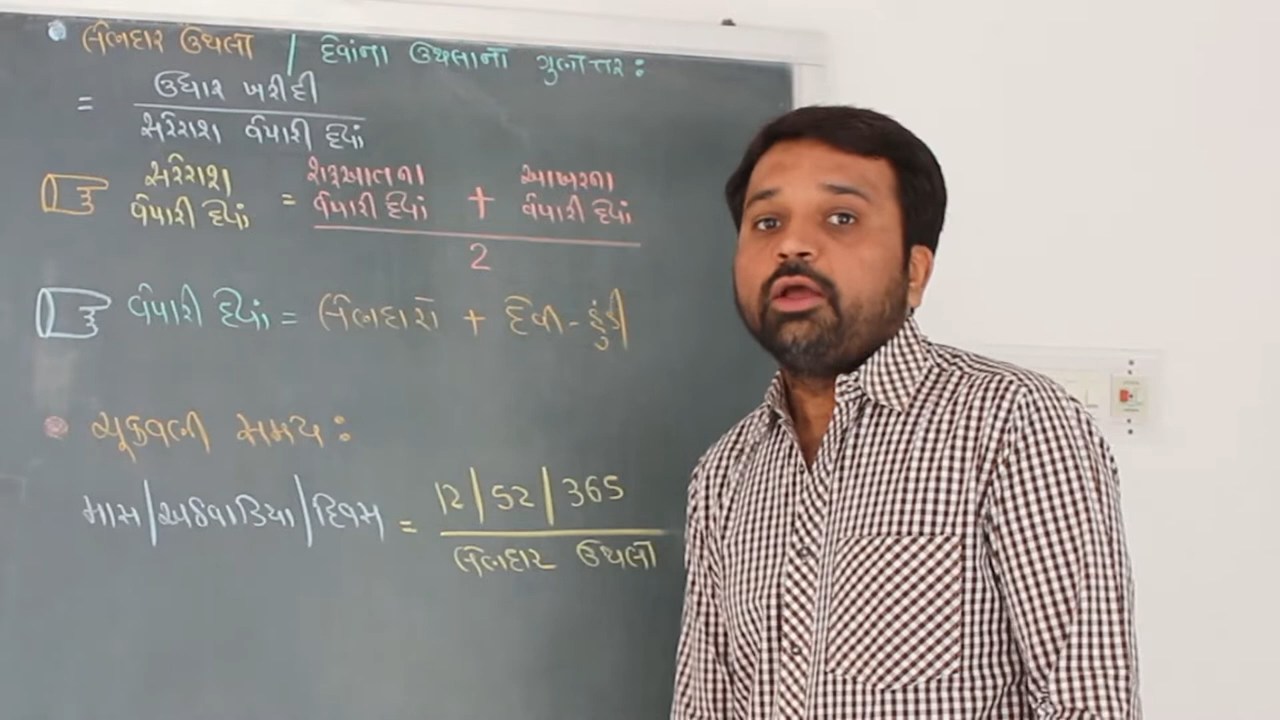 લેણદાર ઉથલો / દેવાંના ઉથલાનો ગુણોત્તર :
= ઉધાર ખરીદી
સરેરાશ વેપારી દેવાં
સરેરાશ વેપારી દેવાં = શરૂઆતના વેપારી દેવાં + આખરના વેપારી દેવાં
2
વેપારી દેવાં = લેણદારો + દેવી - હૂંડી
ચૂકવણી સમય :
માસ/અઠવાડિયા/દિવસ = 12/52/365
લેણદાર ઉથલો